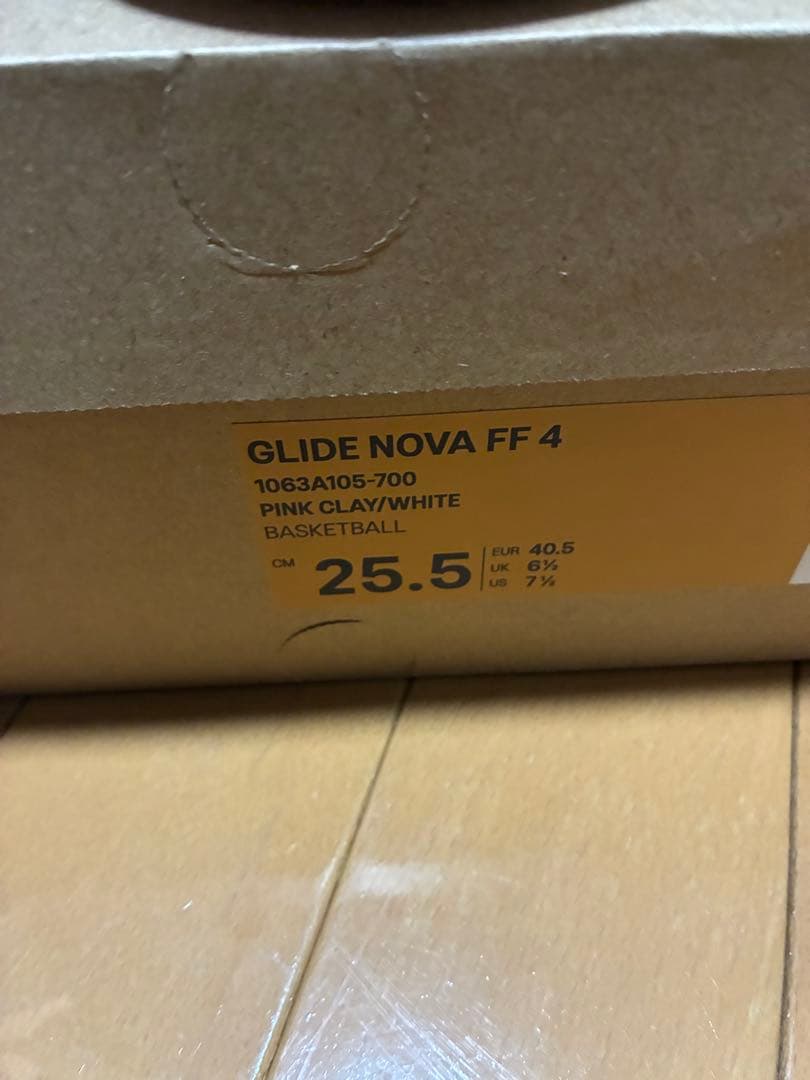 GLIDE NOVA FF 4
1063A105-700
PINK CLAY/WHITE
BASKETBALL
CM 25.5
EUR 40.5
UK 6½
US 7½